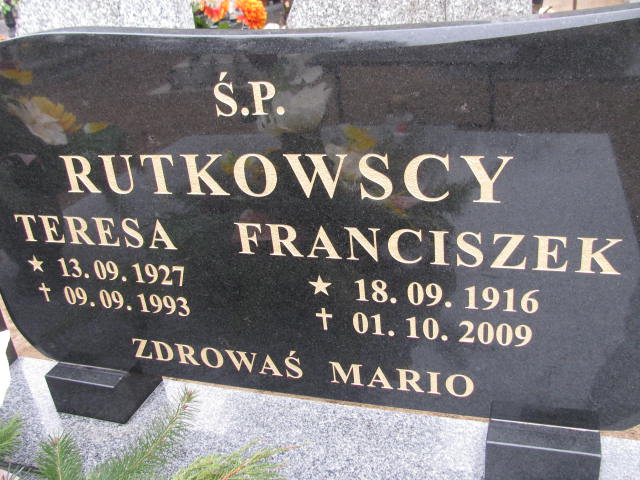 Ś.P.
RUTKOWSCY
TERESA
★ 13.09.1927
✝ 09.09.1993
FRANCISZEK
★ 18.09.1916
✝ 01.10.2009
ZDROWAŚ MARIO